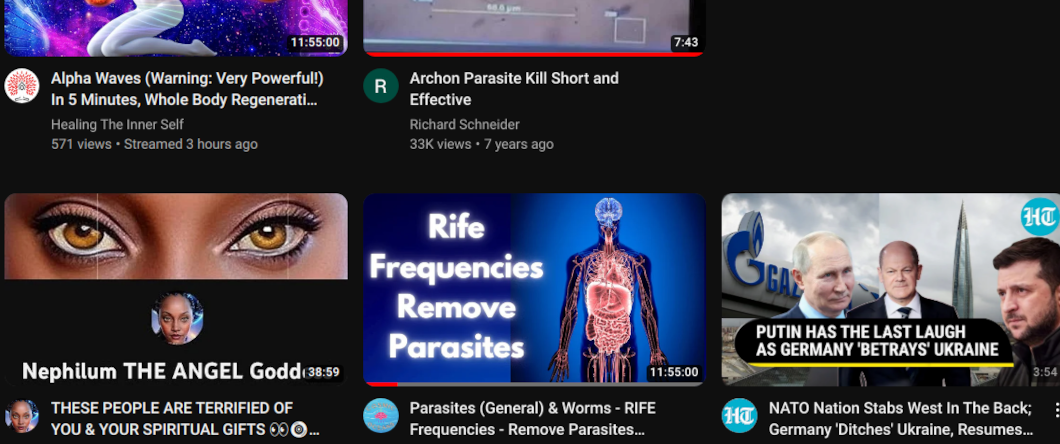 11:55:00
Alpha Waves (Warning: Very Powerful!)
In 5 Minutes, Whole Body Regenerati...
Healing The Inner Self
571 views • Streamed 3 hours ago
7:43
R
Archon Parasite Kill Short and
Effective
Richard Schneider
33K views • 7 years ago
Nephilum THE ANGEL Godd
38:59
THESE PEOPLE ARE TERRIFIED OF
YOU & YOUR SPIRITUAL GIFTS 👀🧿...
Rife
Frequencies
Remove
Parasites
11:55:00
Parasites (General) & Worms - RIFE
Frequencies - Remove Parasites...
HT
GAZ
PUTIN HAS THE LAST LAUGH
AS GERMANY 'BETRAYS' UKRAINE
3:54
HT
NATO Nation Stabs West In The Back;
Germany 'Ditches' Ukraine, Resumes...